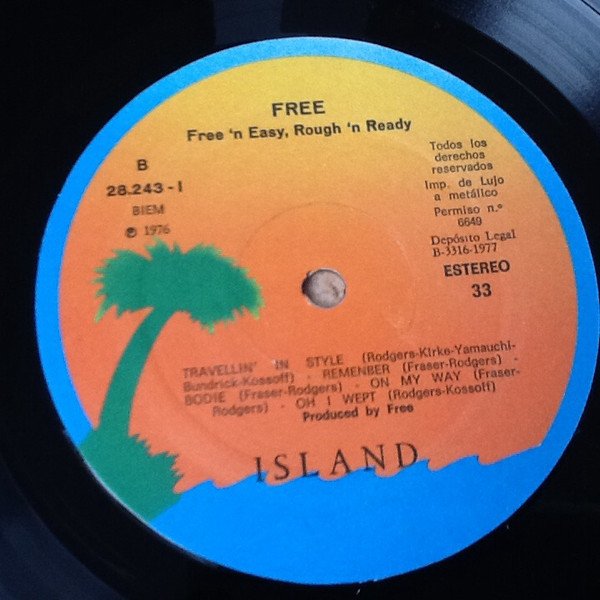 FREE
Free 'n Easy, Rough 'n Ready
B
28.243 - I
BIEM
℗ 1976
Todos los
derechos
reservados
Imp. de Lujo
a metálico
Permiso n.º
6649
Depósito Legal
B-3316-1977
ESTEREO
33
TRAVELLIN' IN STYLE (Rodgers-Kirke-Yamauchi-
Bundrick-Kossoff) - REMENBER (Fraser-Rodgers) -
BODIE (Fraser-Rodgers) - ON MY WAY (Fraser-
Rodgers) - OH I WEPT (Rodgers-Kossoff)
Produced by Free
ISLAND